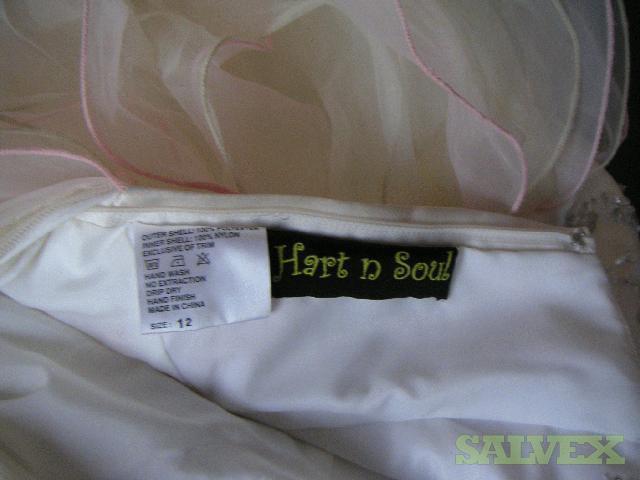 OUTER SHELL: 100% POLYESTER
INNER SHELL: 100% NYLON
EXCLUSIVE OF TRIM
HAND WASH
NO EXTRACTION
DRIP DRY
HAND FINISH
MADE IN CHINA
SIZE: 12
Hart n Soul
SALVEX